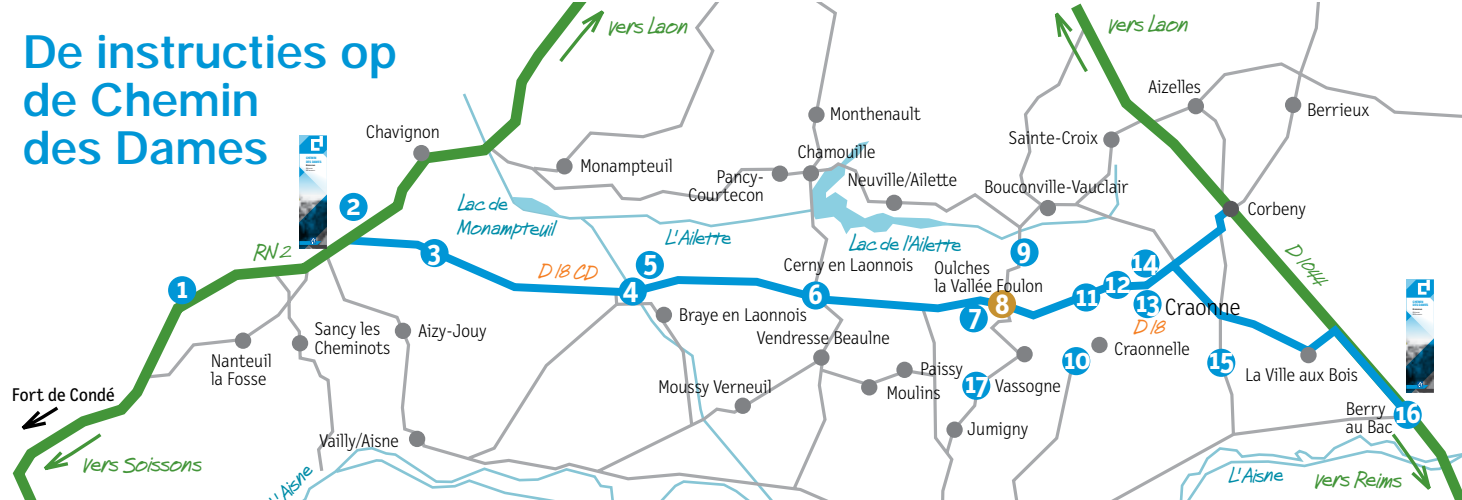 De instructies op
de Chemin
des Dames
vers Laon
vers Laon
Aizelles
Berrieux
Monthenault
Chavignon
Sainte-Croix
Chamouille
Monampteuil
Pancy-
Courtecon
Neuville/Ailette
Bouconville-Vauclair
Corbeny
2
Lac de
Monampteuil
L'Ailette
Lac de l'Ailette
RN 2
3
D 18 CD
5
4
Cerny en Laonnois
6
Oulches
la Vallée Foulon
9
14
D 1044
1
8
7
11
12
13
Craonne
D 18
Braye en Laonnois
Sancy les
Cheminots
Aizy-Jouy
Vendresse Beaulne
Craonnelle
10
15
Nanteuil
la Fosse
Paissy
Moulins
17
Vassogne
La Ville aux Bois
Fort de Condé
Moussy Verneuil
Berry
au Bac
16
Jumigny
Vailly/Aisne
vers Soissons
L'Aisne
L'Aisne
vers Reims